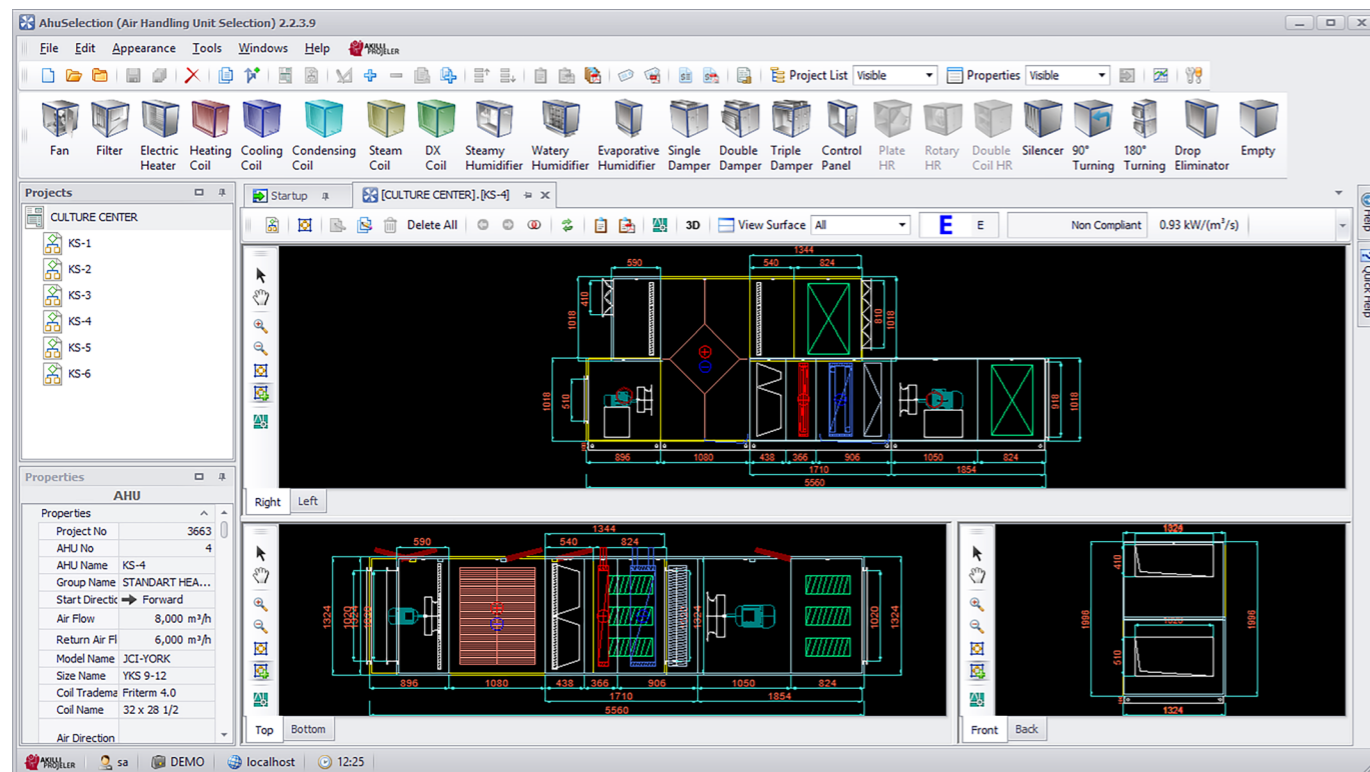 AhuSelection (Air Handling Unit Selection) 2.2.3.9
File Edit Appearance Tools Windows Help AKILLI PROJELER
Project List Visible Properties Visible
Fan Filter Electric Heater Heating Coil Cooling Coil Condensing Coil Steam Coil DX Coil Steamy Humidifier Watery Humidifier Evaporative Humidifier Single Damper Double Damper Triple Damper Control Panel Plate HR Rotary HR Double Coil HR Silencer 90° Turning 180° Turning Drop Eliminator Empty
Projects
CULTURE CENTER
KS-1
KS-2
KS-3
KS-4
KS-5
KS-6
Startup [CULTURE CENTER].[KS-4]
Delete All 3D View Surface All E E Non Compliant 0.93 kW/(m³/s)
Help
Quick Help
1344
590 540 824
410 1018 810 1018
1018 510 918 1018
896 1080 438 366 906 1050 824
1710 1854
5560
Right Left
Properties
AHU
Properties
Project No 3663
AHU No 4
AHU Name KS-4
Group Name STANDART HEA...
Start Directic Forward
Air Flow 8,000 m³/h
Return Air Fl 6,000 m³/h
Model Name JCI-YORK
Size Name YKS 9-12
Coil Tradema Friterm 4.0
Coil Name 32 x 28 1/2
Air Direction
1344
590 540 824
1324 1020 1020 1324 1020 1324
896 1080 438 366 906 1050 824
1710 1854
5560
Top Bottom
1324
410
1996 1020 1996
510
1324
Front Back
AKILLI PROJELER sa DEMO localhost 12:25